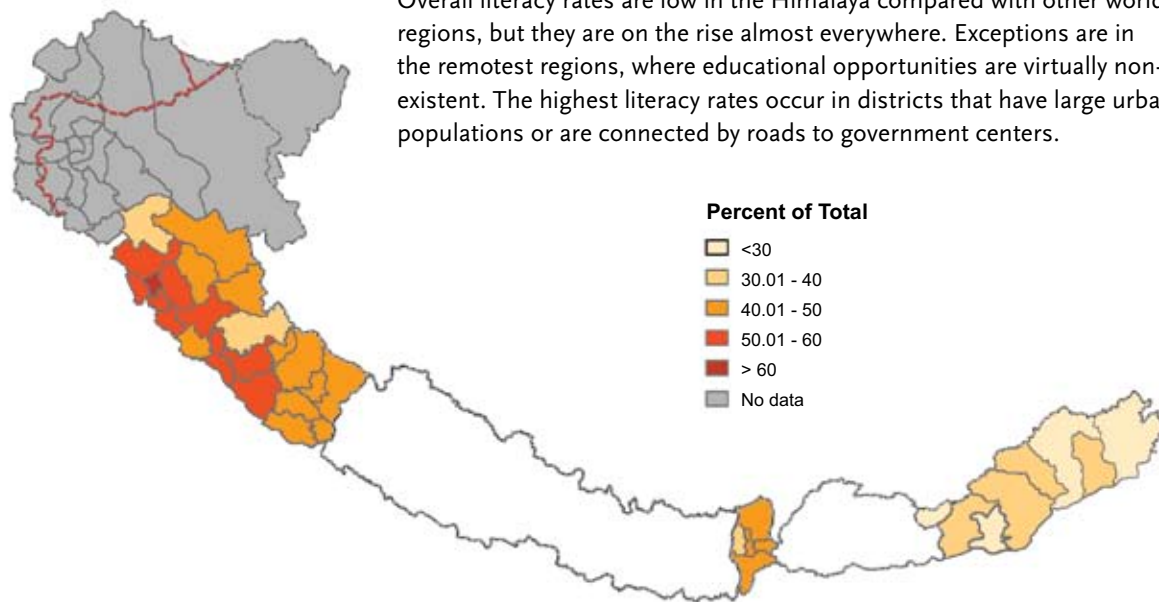 Overall literacy rates are low in the Himalaya compared with other world
regions, but they are on the rise almost everywhere. Exceptions are in
the remotest regions, where educational opportunities are virtually non-
existent. The highest literacy rates occur in districts that have large urba
populations or are connected by roads to government centers.
Percent of Total
<30
30.01 - 40
40.01 - 50
50.01 - 60
> 60
No data